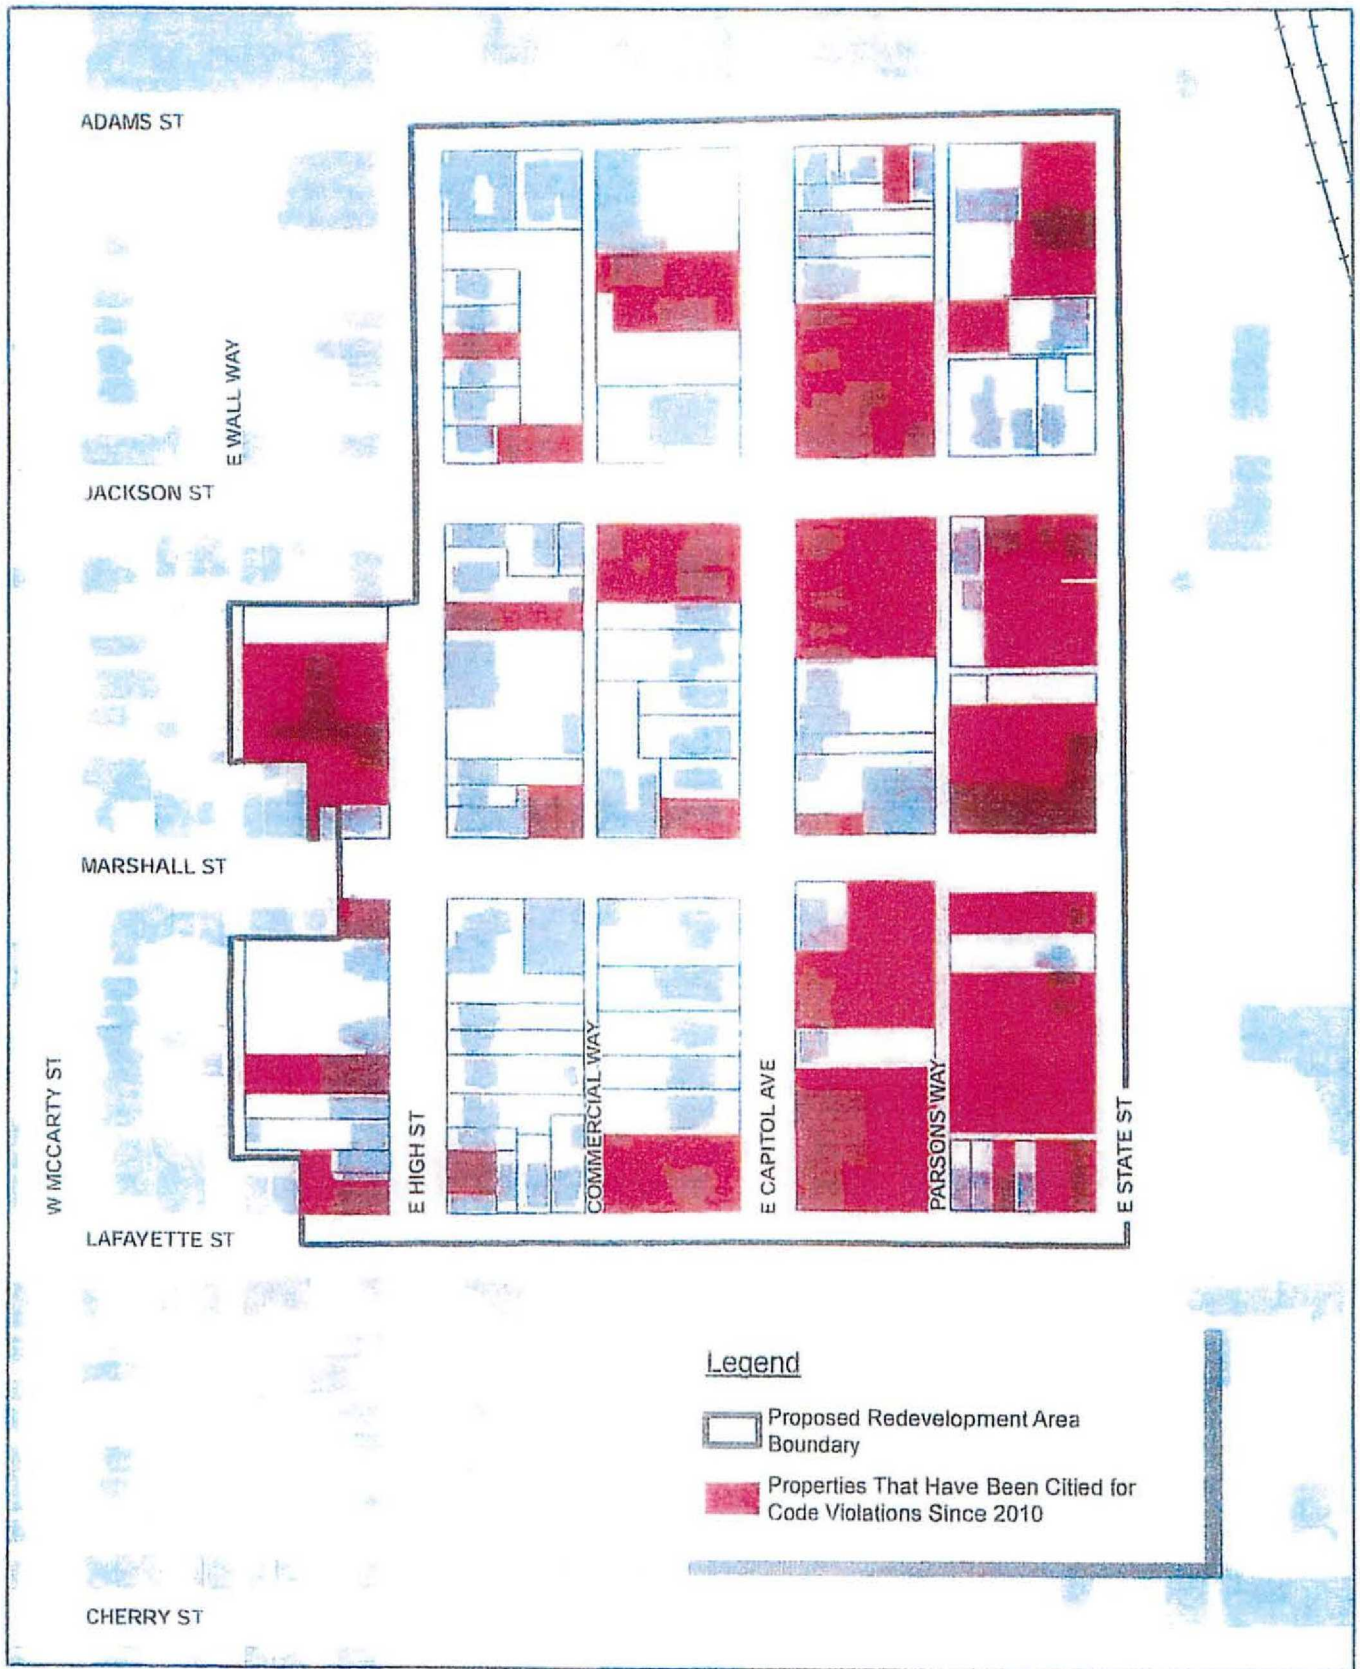 ADAMS ST
E WALL WAY
JACKSON ST
MARSHALL ST
W MCCARTY ST
E HIGH ST
COMMERCIAL WAY
E CAPITOL AVE
PARSONS WAY
E STATE ST
LAFAYETTE ST
Legend
Proposed Redevelopment Area
Boundary
Properties That Have Been Citied for
Code Violations Since 2010
CHERRY ST